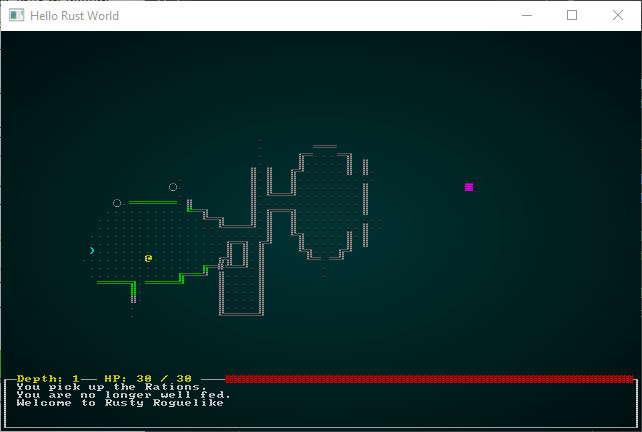 Hello Rust World
@
Depth: 1 HP: 30 / 30
You pick up the Rations.
You are no longer well fed.
Welcome to Rusty Roguelike